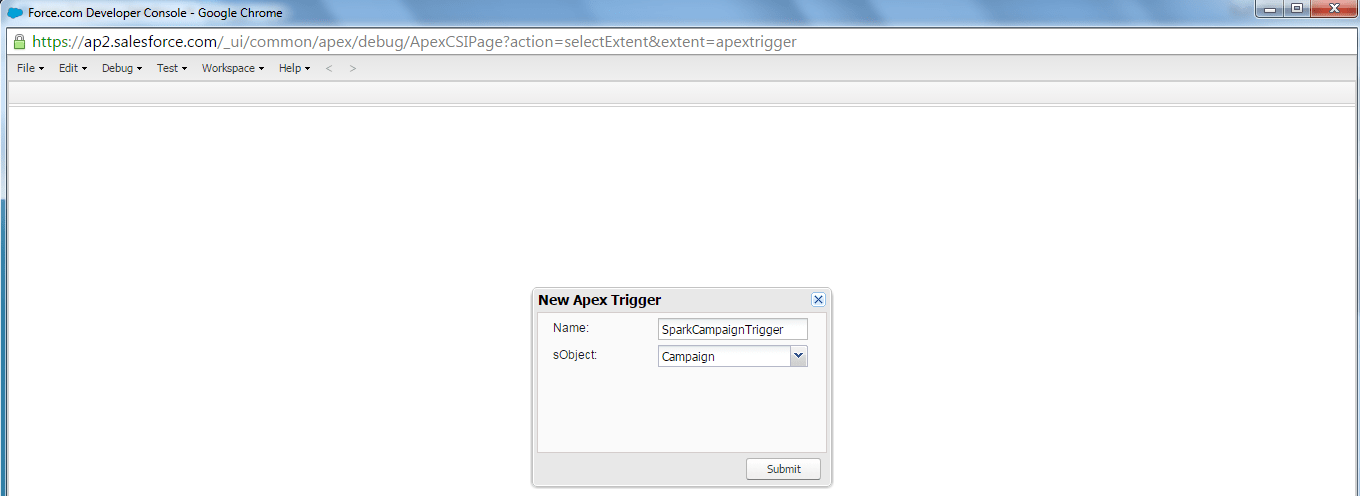 Force.com Developer Console - Google Chrome
https://ap2.salesforce.com/_ui/common/apex/debug/ApexCSIPage?action=selectExtent&extent=apextrigger
File Edit Debug Test Workspace Help < >
New Apex Trigger
Name: SparkCampaignTrigger
sObject: Campaign
Submit